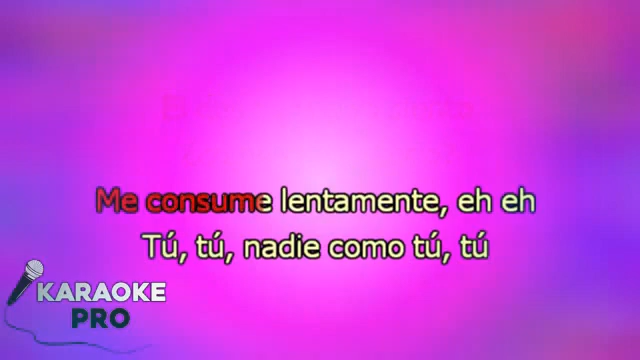 Me consume lentamente, eh eh
Tú, tú, nadie como tú, tú
KARAOKE
PRO